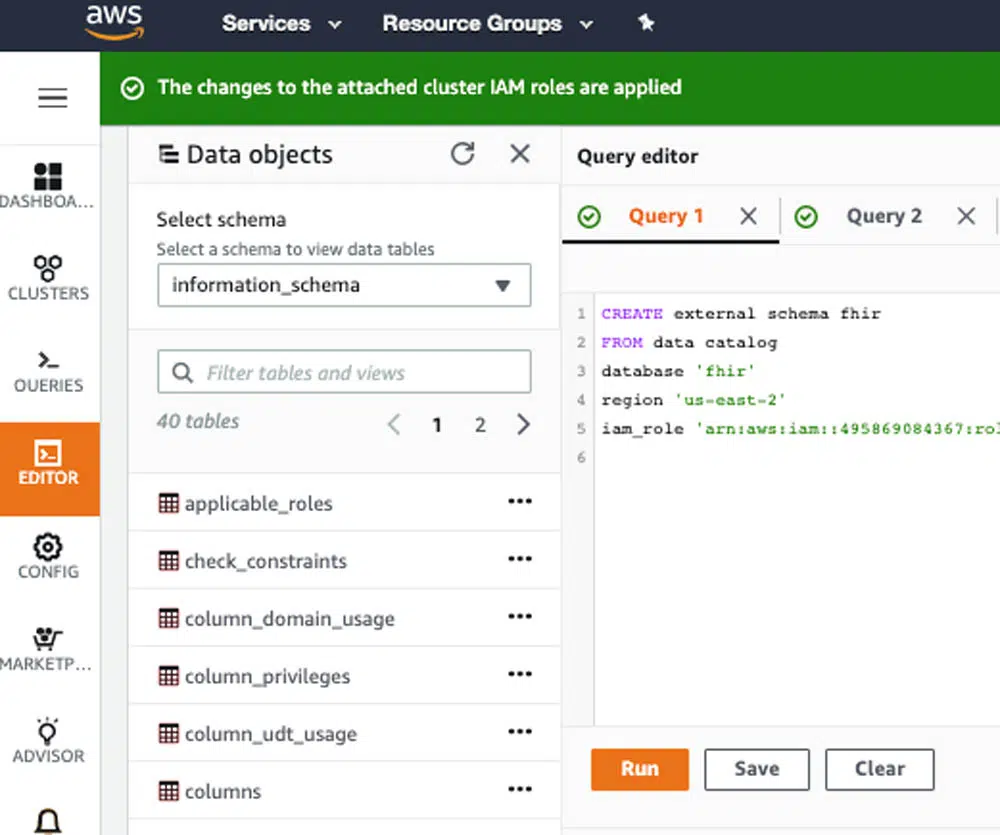 aws
Services
Resource Groups
The changes to the attached cluster IAM roles are applied
DASHBOA...
CLUSTERS
QUERIES
EDITOR
CONFIG
MARKETP...
ADVISOR
Data objects
Select schema
Select a schema to view data tables
information_schema
Filter tables and views
40 tables
1
2
applicable_roles
check_constraints
column_domain_usage
column_privileges
column_udt_usage
columns
Query editor
Query 1
Query 2
1 CREATE external schema fhir
2 FROM data catalog
3 database 'fhir'
4 region 'us-east-2'
5 iam_role 'arn:aws:iam::495869084367:rol
6
Run
Save
Clear